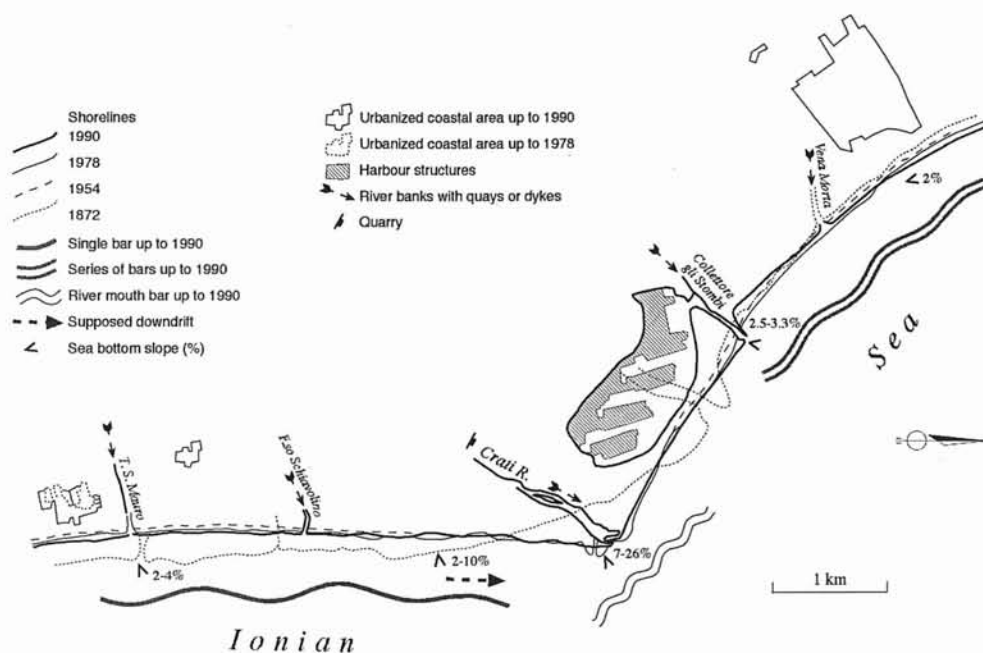 Shorelines
1990
1978
1954
1872
Single bar up to 1990
Series of bars up to 1990
River mouth bar up to 1990
Supposed downdrift
Sea bottom slope (%)
Urbanized coastal area up to 1990
Urbanized coastal area up to 1978
Harbour structures
River banks with quays or dykes
Quarry
Vena Morta
2%
Collettore
gli Stombi
2.5-3.3%
Sea
Crati R.
F.so Schiavolino
T. S. Mauro
7-26%
2-10%
2-4%
1 km
Ionian